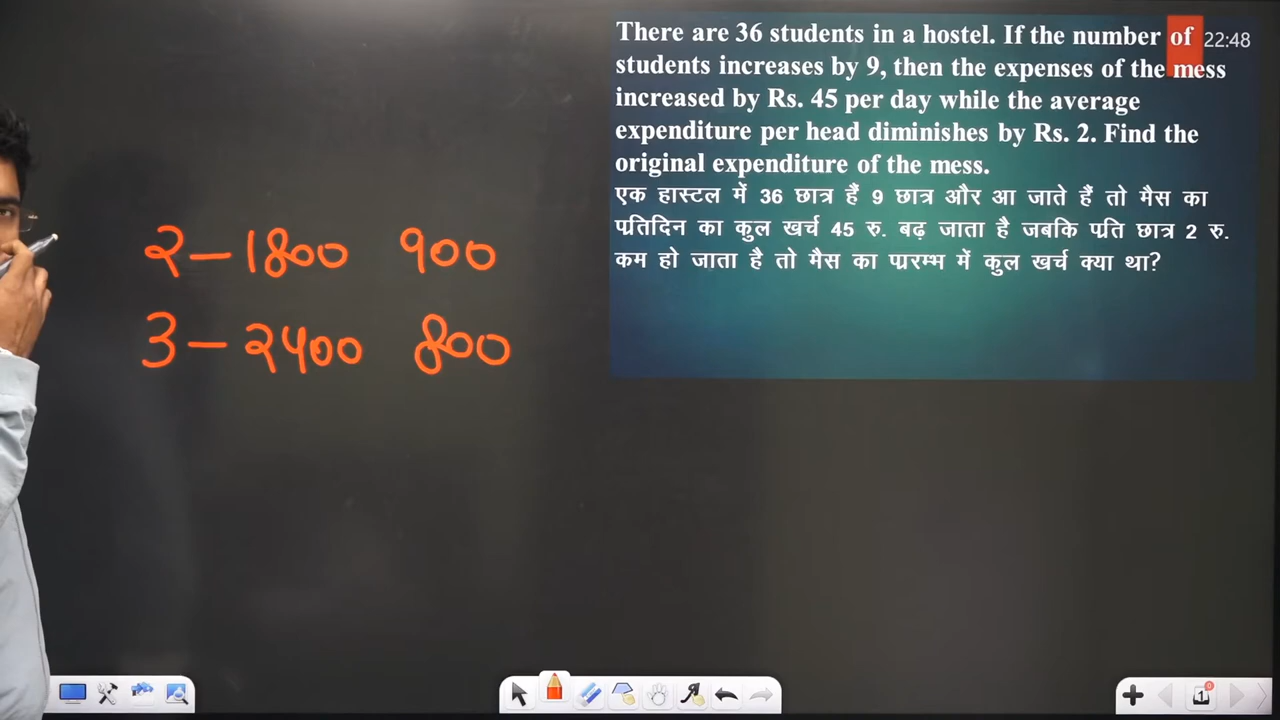 There are 36 students in a hostel. If the number of
students increases by 9, then the expenses of the mess
increased by Rs. 45 per day while the average
expenditure per head diminishes by Rs. 2. Find the
original expenditure of the mess.
एक हास्टल में 36 छात्र हैं 9 छात्र और आ जाते हैं तो मैस का
प्रतिदिन का कुल खर्च 45 रु. बढ़ जाता है जबकि प्रति छात्र 2 रु.
कम हो जाता है तो मैस का प्रारम्भ में कुल खर्च क्या था?
22:48
2-1800 900
3-2400 800
1
0